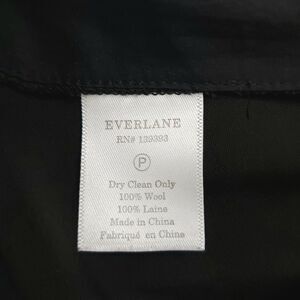 EVERLANE
RN# 139393
P
Dry Clean Only
100% Wool
100% Laine
Made in China
Fabriqué en Chine